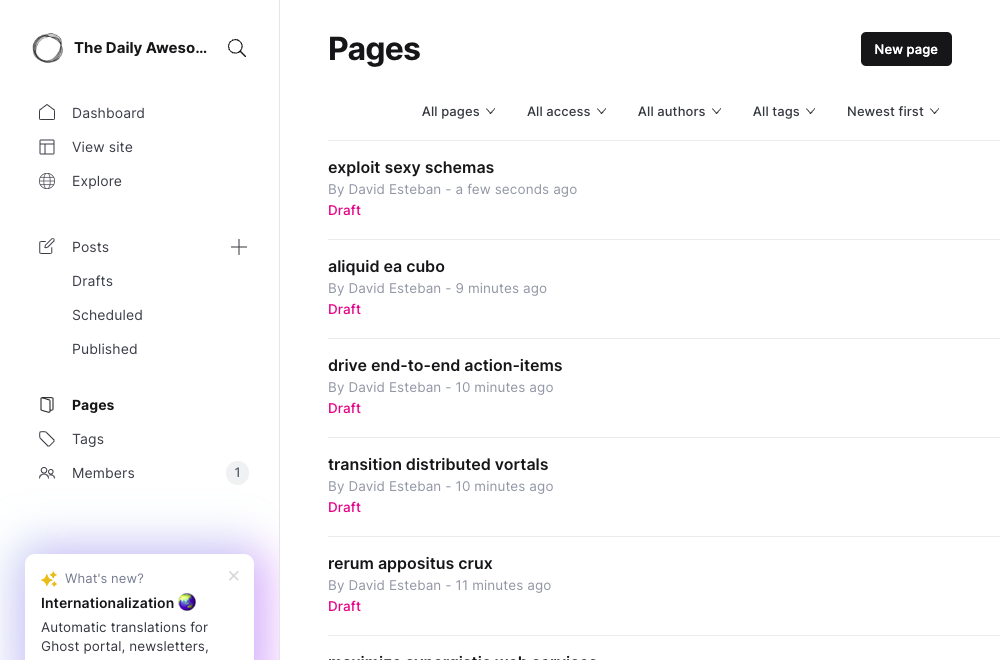 The Daily Aweso...
Dashboard
View site
Explore
Posts
Drafts
Scheduled
Published
Pages
Tags
Members 1
What's new?
Internationalization
Automatic translations for
Ghost portal, newsletters,
Pages
New page
All pages All access All authors All tags Newest first
exploit sexy schemas
By David Esteban - a few seconds ago
Draft
aliquid ea cubo
By David Esteban - 9 minutes ago
Draft
drive end-to-end action-items
By David Esteban - 10 minutes ago
Draft
transition distributed vortals
By David Esteban - 10 minutes ago
Draft
rerum appositus crux
By David Esteban - 11 minutes ago
Draft
maximize synergistic web services